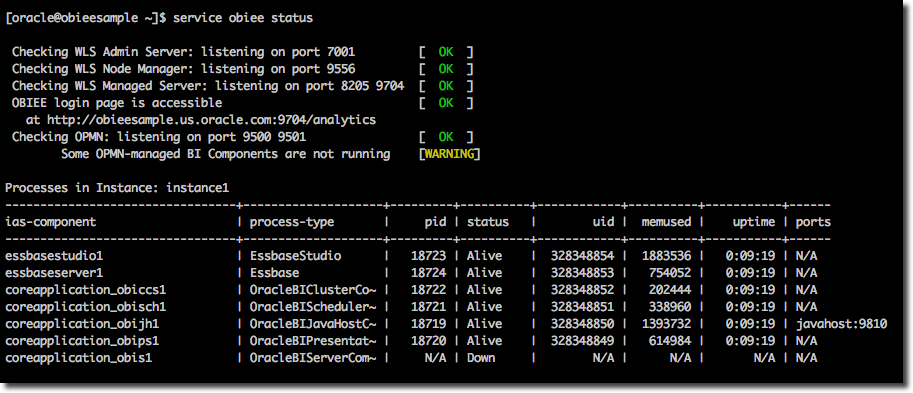 [oracle@obieesample ~]$ service obiee status
Checking WLS Admin Server: listening on port 7001 [ OK ]
Checking WLS Node Manager: listening on port 9556 [ OK ]
Checking WLS Managed Server: listening on port 8205 9704 [ OK ]
OBIEE login page is accessible [ OK ]
at http://obieesample.us.oracle.com:9704/analytics
Checking OPMN: listening on port 9500 9501 [ OK ]
Some OPMN-managed BI Components are not running [WARNING]
Processes in Instance: instance1
---------------------------------+--------------------+---------+----------+------------+----------+-----------+------
ias-component | process-type | pid | status | uid | memused | uptime | ports
---------------------------------+--------------------+---------+----------+------------+----------+-----------+------
essbasestudio1 | EssbaseStudio | 18723 | Alive | 328348854 | 1883536 | 0:09:19 | N/A
essbaseserver1 | Essbase | 18724 | Alive | 328348853 | 754052 | 0:09:19 | N/A
coreapplication_obiccs1 | OracleBIClusterCo~ | 18722 | Alive | 328348852 | 202444 | 0:09:19 | N/A
coreapplication_obisch1 | OracleBIScheduler~ | 18721 | Alive | 328348851 | 338960 | 0:09:19 | N/A
coreapplication_obijh1 | OracleBIJavaHostC~ | 18719 | Alive | 328348850 | 1393732 | 0:09:19 | javahost:9810
coreapplication_obips1 | OracleBIPresentat~ | 18720 | Alive | 328348849 | 614984 | 0:09:19 | N/A
coreapplication_obis1 | OracleBIServerCom~ | N/A | Down | N/A | N/A | N/A | N/A